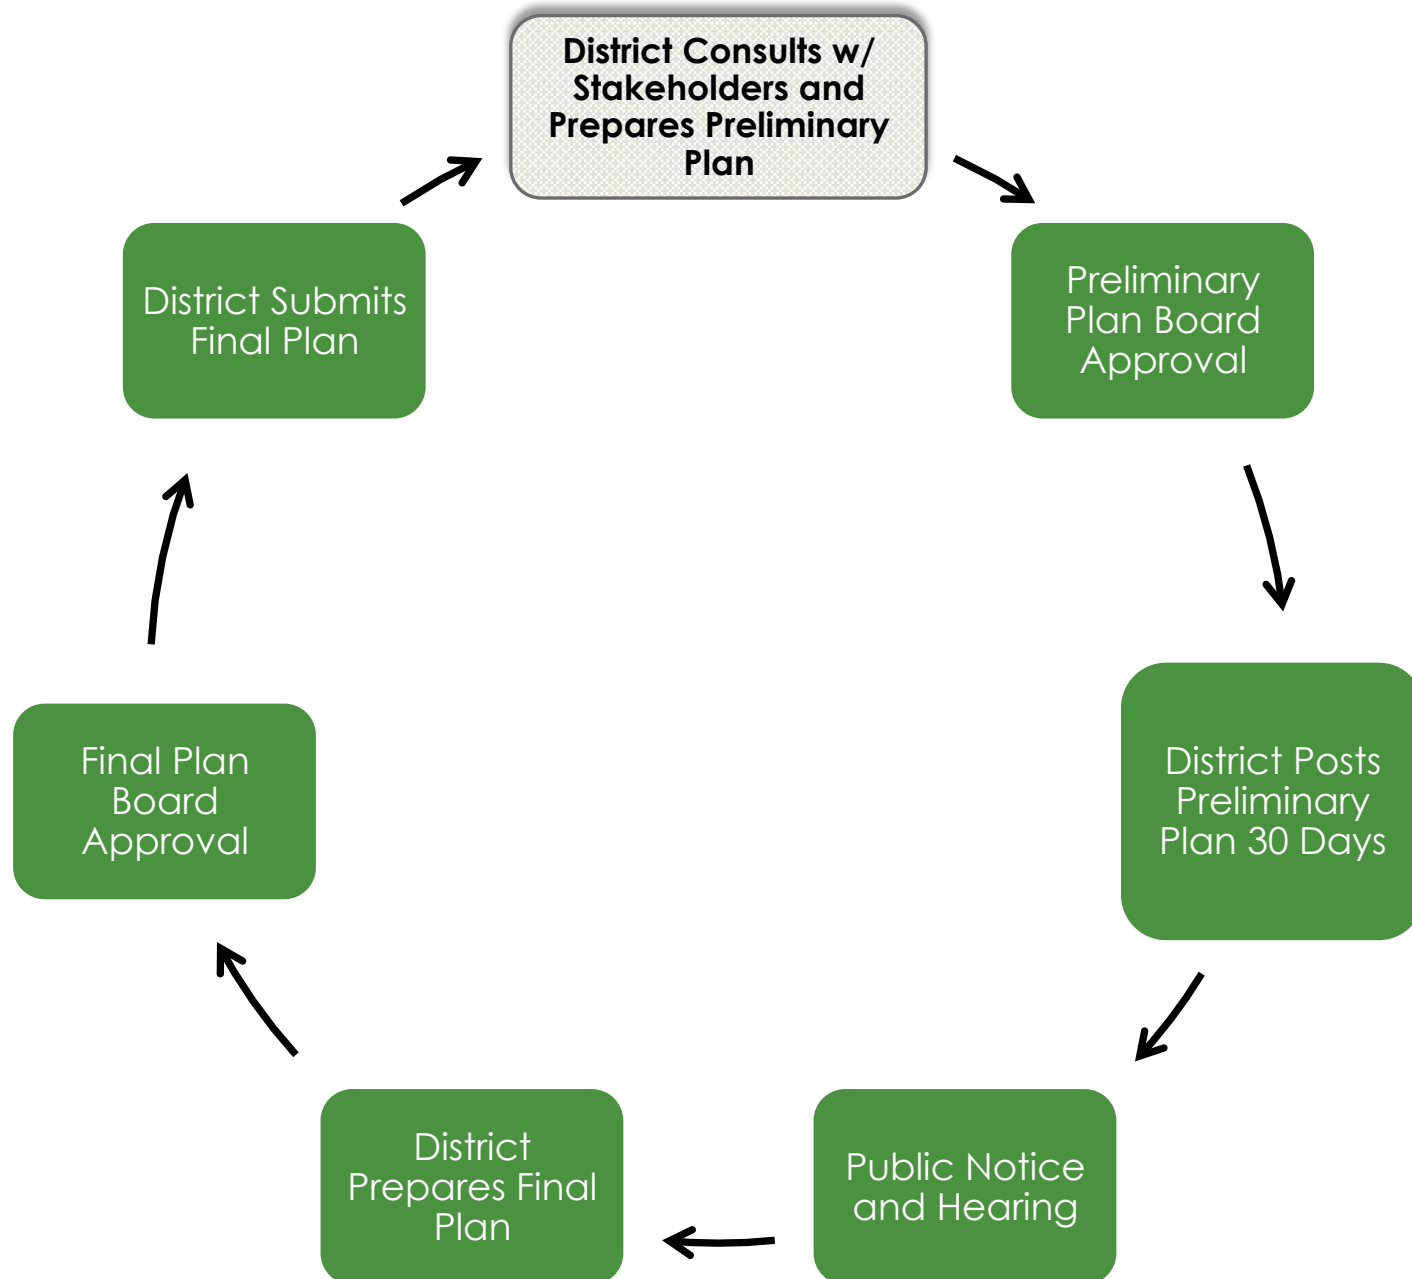 District Consults w/
Stakeholders and
Prepares Preliminary
Plan
Preliminary
Plan Board
Approval
District Posts
Preliminary
Plan 30 Days
Public Notice
and Hearing
District
Prepares Final
Plan
Final Plan
Board
Approval
District Submits
Final Plan